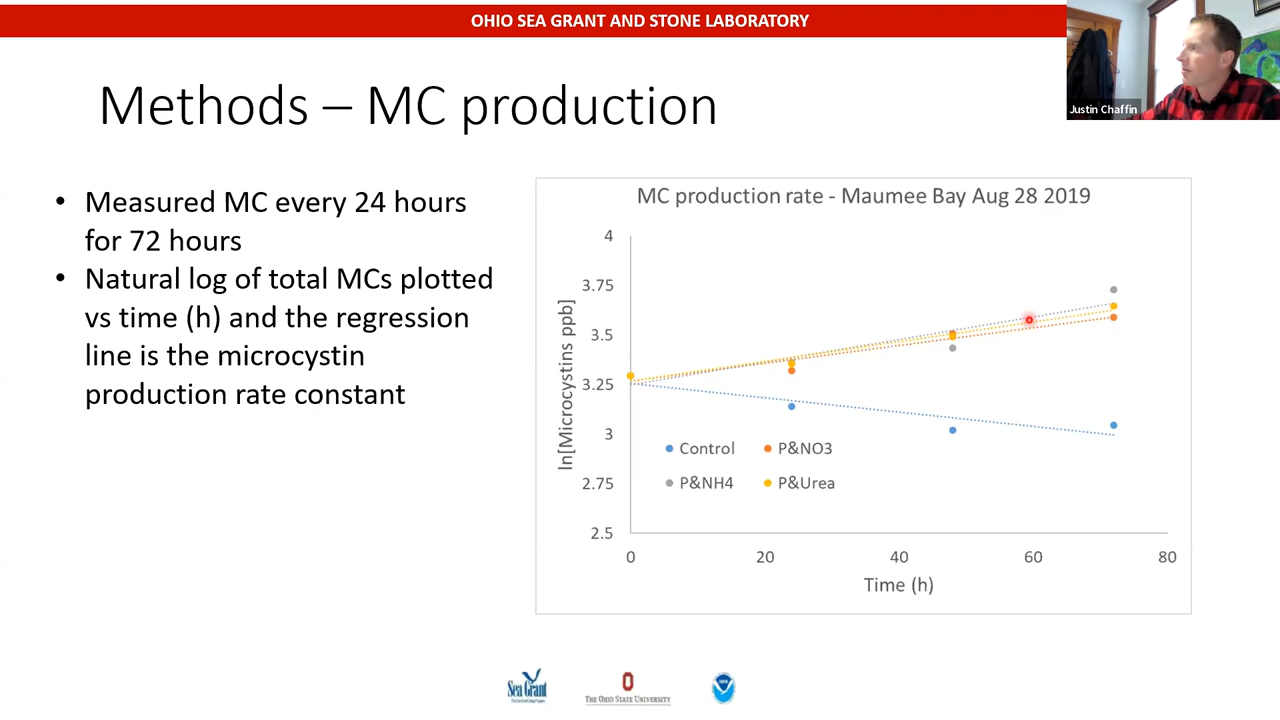 OHIO SEA GRANT AND STONE LABORATORY
Justin Chaffin
Methods – MC production
• Measured MC every 24 hours
for 72 hours
• Natural log of total MCs plotted
vs time (h) and the regression
line is the microcystin
production rate constant
MC production rate - Maumee Bay Aug 28 2019
ln[Microcystins ppb]
4
3.75
3.5
3.25
3
2.75
2.5
Control P&NO3
P&NH4 P&Urea
0 20 40 60 80
Time (h)
Sea Grant
THE OHIO STATE UNIVERSITY